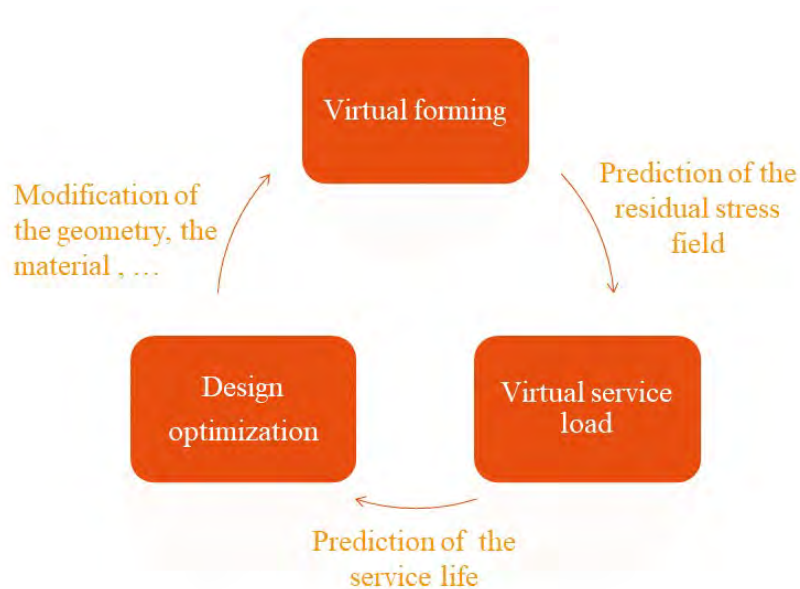 Virtual forming
Prediction of the
residual stress
field
Modification of
the geometry, the
material , …
Design
optimization
Virtual service
load
Prediction of the
service life